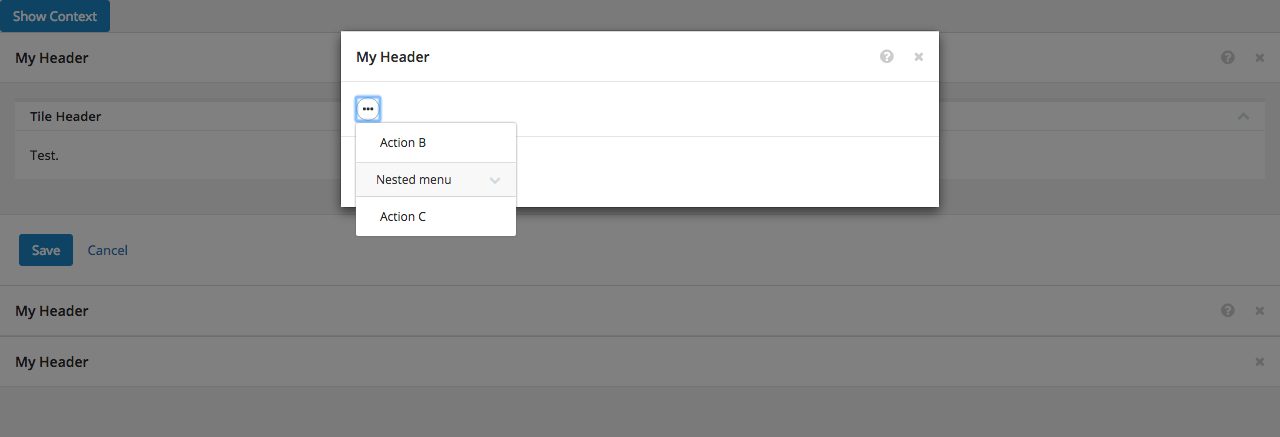 Show Context
My Header
My Header
Tile Header
Test.
Action B
Nested menu
Action C
Save Cancel
My Header
My Header